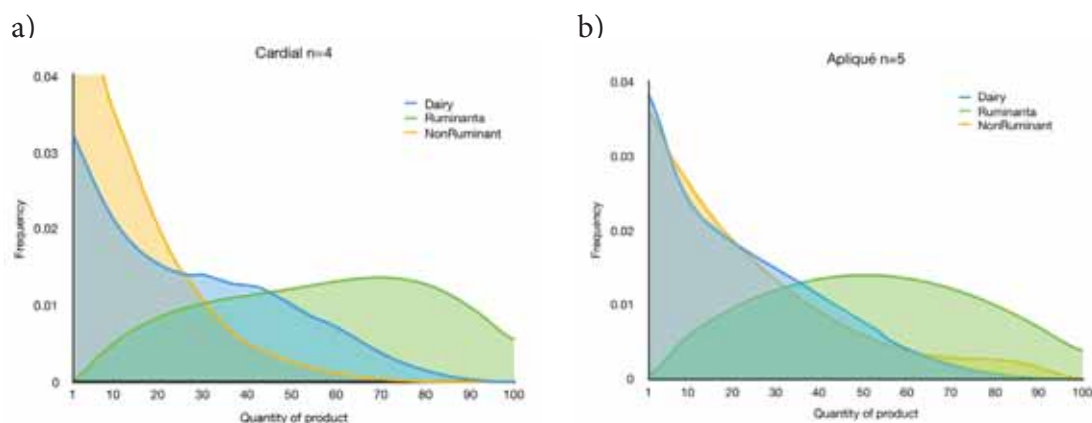 a)
Cardial n=4
0.04
0.03
0.02
0.01
0
Frequency
Dairy
Ruminanta
NonRuminant
1 10 20 30 40 50 60 70 80 90 100
Quantity of product
b)
Apliqué n=5
0.04
0.03
0.02
0.01
0
Frequency
Dairy
Ruminanta
NonRuminant
1 10 20 30 40 50 60 70 80 90 100
Quantity of product